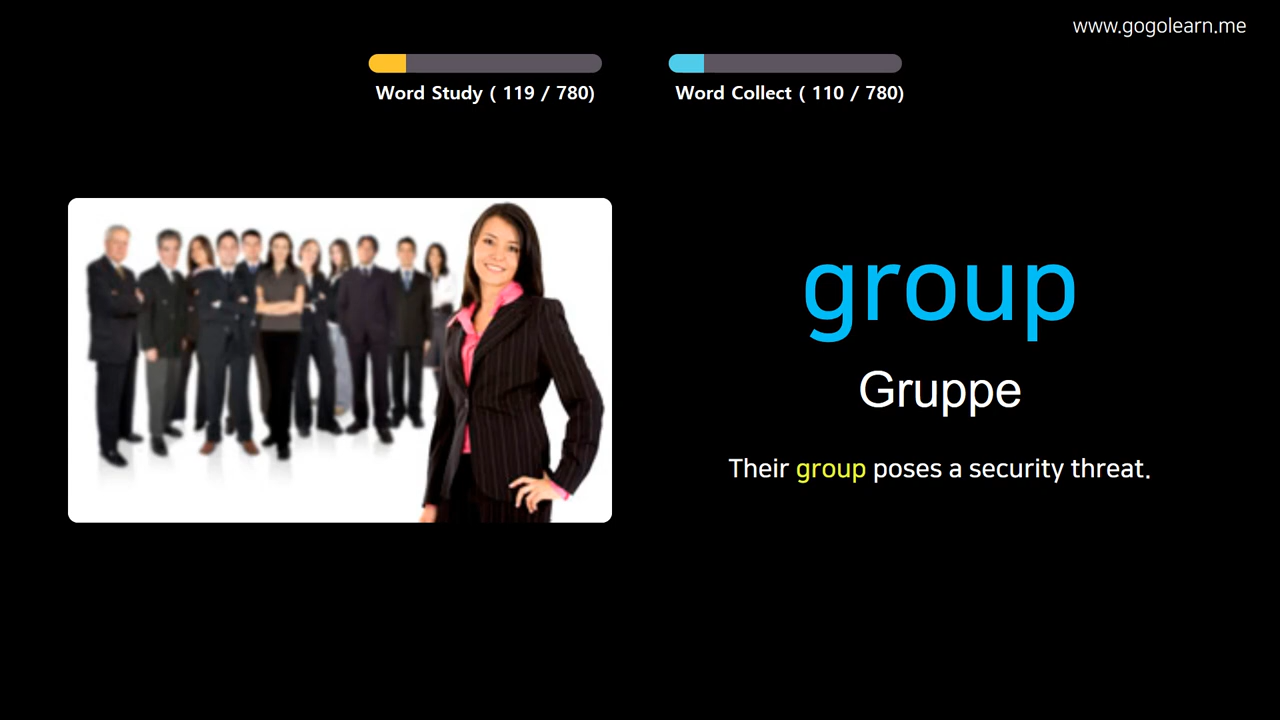 www.gogolearn.me
Word Study ( 119 / 780)
Word Collect ( 110 / 780)
group
Gruppe
Their group poses a security threat.